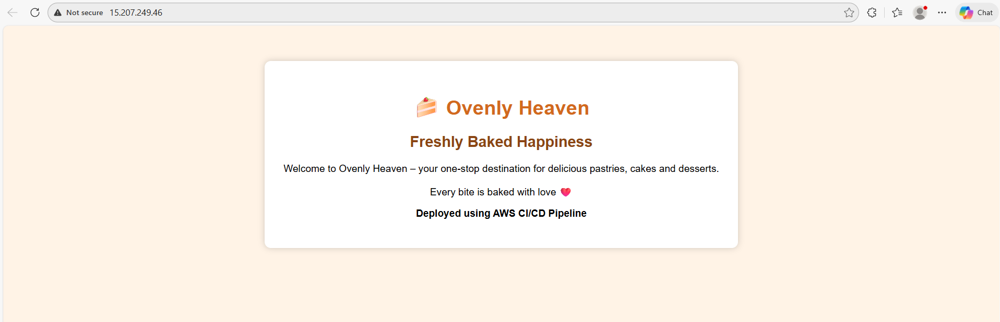 Not secure 15.207.249.46
Chat
🍰 Ovenly Heaven
Freshly Baked Happiness
Welcome to Ovenly Heaven – your one-stop destination for delicious pastries, cakes and desserts.
Every bite is baked with love ❤️
Deployed using AWS CI/CD Pipeline